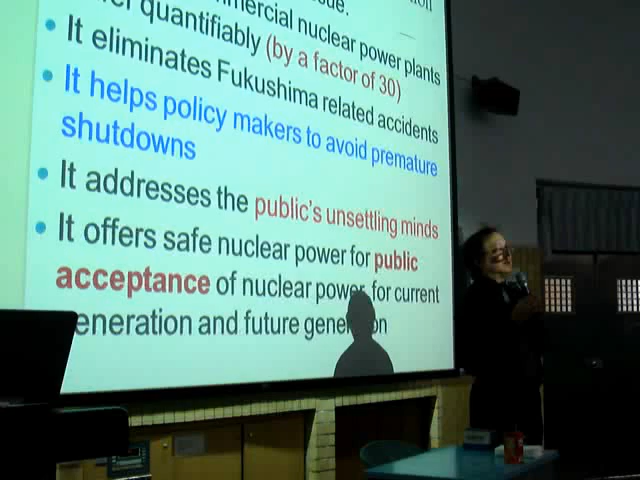 mmercial nuclear power plants
quantifiably (by a factor of 30)
• It eliminates Fukushima related accidents
• It helps policy makers to avoid premature
shutdowns
• It addresses the public's unsettling minds
• It offers safe nuclear power for public
acceptance of nuclear power for current
eneration and future gene on